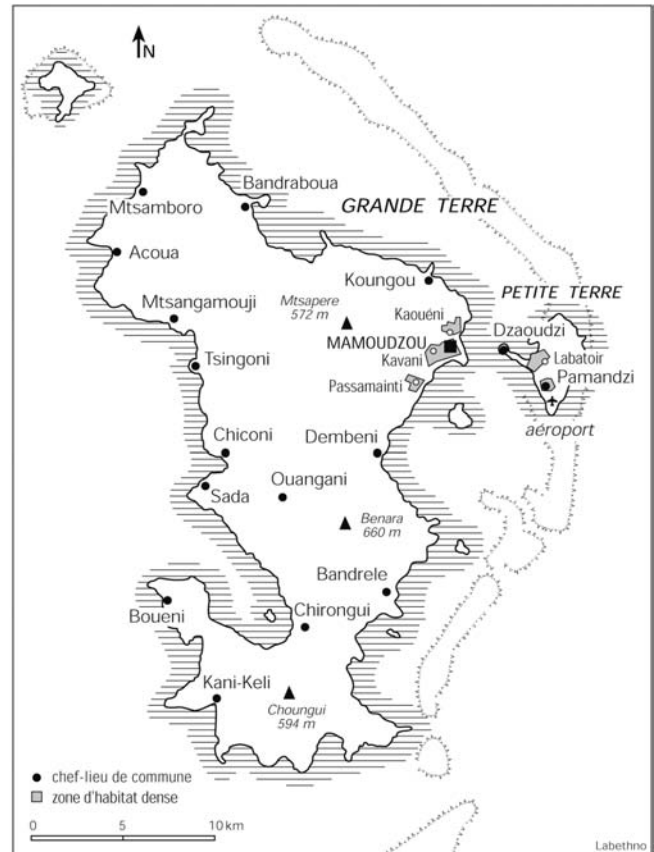 N
Bandraboua
Mtsamboro
GRANDE TERRE
Acoua
Koungou
Mtsapere
572 m
PETITE TERRE
Kaouéni
Mtsangamouji
MAMOUDZOU
Dzaoudzi
Kavani
Labatoir
Tsingoni
Passamainti
Pamandzi
aéroport
Chiconi
Dembeni
Ouangani
Sada
Benara
660 m
Bandrele
Boueni
Chirongui
Kani-Keli
Choungui
594 m
chef-lieu de commune
zone d'habitat dense
0 5 10 km
Labethno